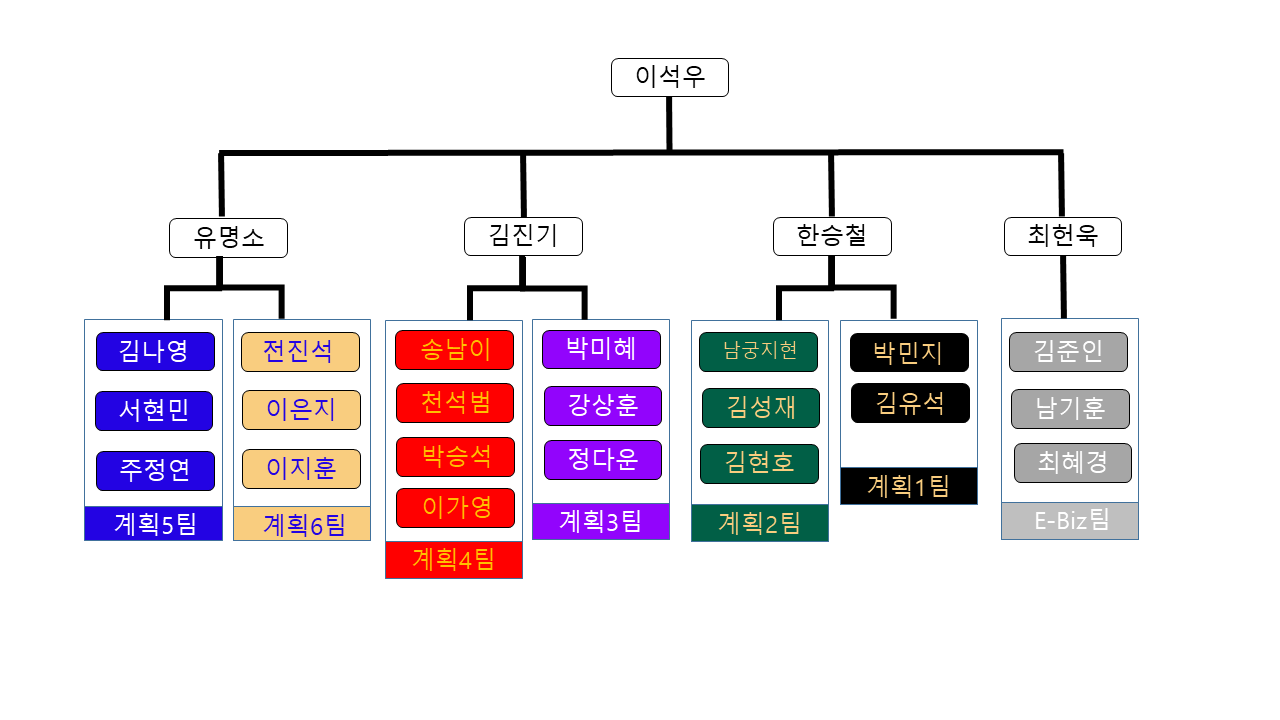 이석우
유명소
김진기
한승철
최헌욱
김나영
서현민
주정연
계획5팀
전진석
이은지
이지훈
계획6팀
송남이
천석범
박승석
이가영
계획4팀
박미혜
강상훈
정다운
계획3팀
남궁지현
김성재
김현호
계획2팀
박민지
김유석
계획1팀
김준인
남기훈
최혜경
E-Biz팀